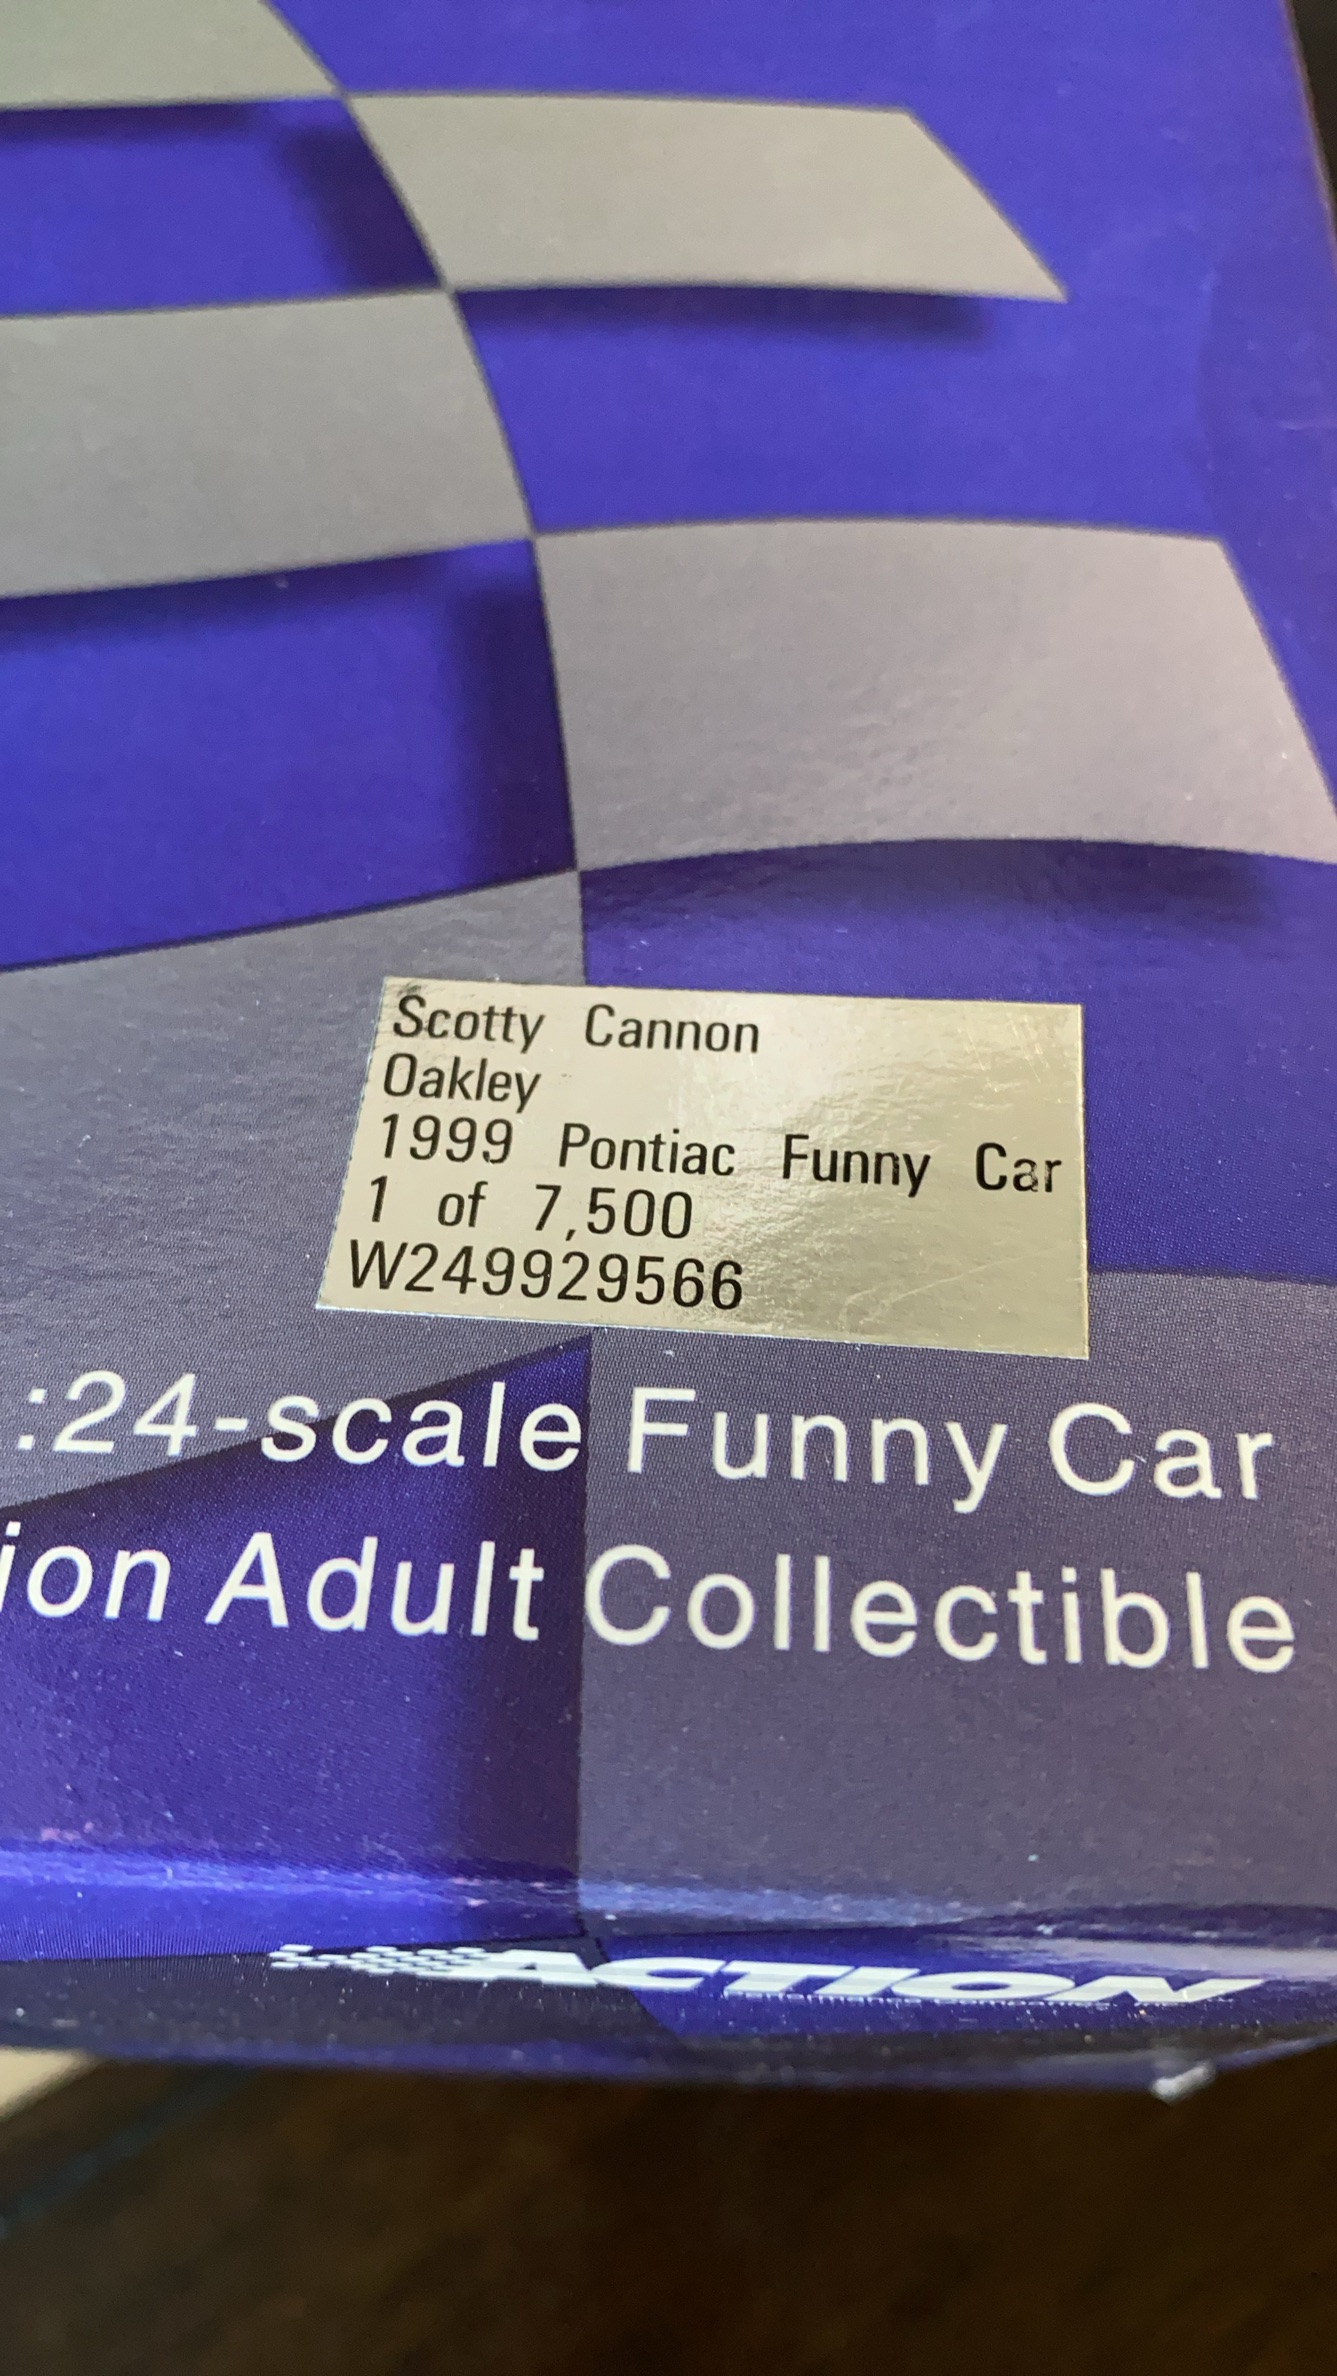 Scotty Cannon
Oakley
1999 Pontiac Funny Car
1 of 7,500
W249929566
:24-scale Funny Car
ion Adult Collectible
ACTION